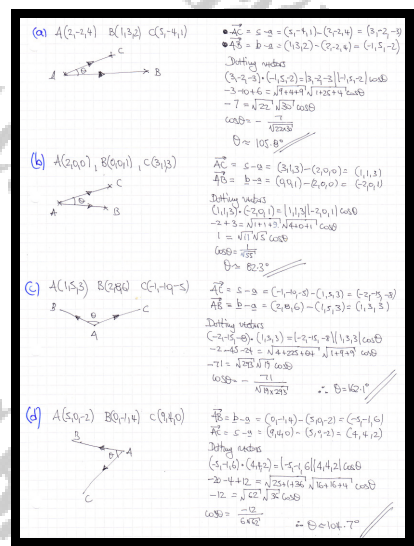 (a) A(2,-2,4) B(1,3,2) C(5,-4,1)
C
A θ B
• AC = c - a = (5,-4,1) - (2,-2,4) = (3,-2,-3)
• AB = b - a = (1,3,2) - (2,-2,4) = (-1,5,-2)
Dotting vectors
(3,-2,-3)•(-1,5,-2) = |3,-2,-3||-1,5,-2| cosθ
-3-10+6 = √9+4+9 √1+25+4 cosθ
-7 = √22 √30 cosθ
cosθ = - 7/√22×30
θ ≈ 105.8°
(b) A(2,0,0), B(0,0,1), C(3,1,3)
C
A θ B
AC = c - a = (3,1,3) - (2,0,0) = (1,1,3)
AB = b - a = (0,0,1) - (2,0,0) = (-2,0,1)
Dotting vectors
(1,1,3)•(-2,0,1) = |1,1,3||-2,0,1| cosθ
-2+3 = √1+1+9 √4+0+1 cosθ
1 = √11 √5 cosθ
cosθ = 1/√55
θ ≈ 82.3°
(c) A(1,5,3) B(2,8,6) C(-1,-10,-5)
B θ C
A
AC = c - a = (-1,-10,-5) - (1,5,3) = (-2,-15,-8)
AB = b - a = (2,8,6) - (1,5,3) = (1,3,3)
Dotting vectors
(-2,-15,-8)•(1,3,3) = |-2,-15,-8||1,3,3| cosθ
-2-45-24 = √4+225+64 √1+9+9 cosθ
-71 = √293 √19 cosθ
cosθ = - 71/√19×293
∴ θ ≈ 162.1°
(d) A(5,0,-2) B(0,-1,4) C(9,4,0)
B
θ A
C
AB = b - a = (0,-1,4) - (5,0,-2) = (-5,-1,6)
AC = c - a = (9,4,0) - (5,0,-2) = (4,4,2)
Dotting vectors
(-5,-1,6)•(4,4,2) = |-5,-1,6||4,4,2| cosθ
-20-4+12 = √25+1+36 √16+16+4 cosθ
-12 = √62 √36 cosθ
cosθ = -12/6√62
∴ θ ≈ 104.7°